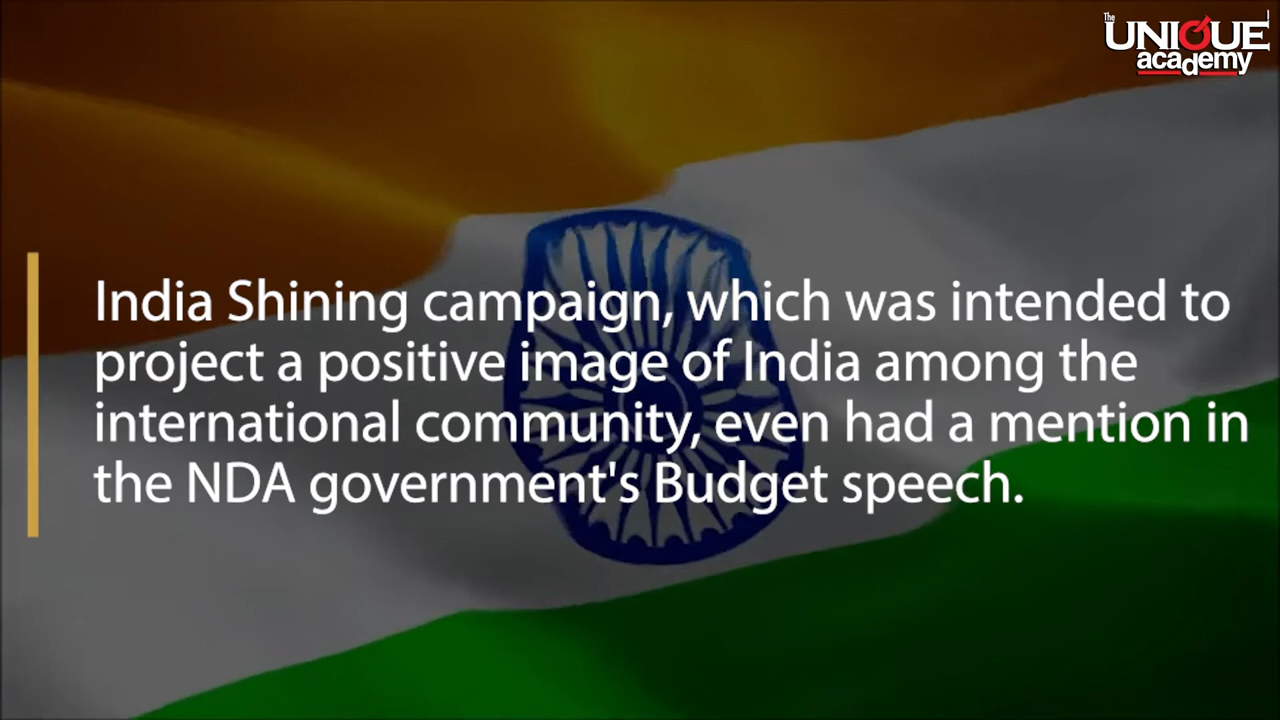 The
UNIQUE
academy
India Shining campaign, which was intended to
project a positive image of India among the
international community, even had a mention in
the NDA government's Budget speech.